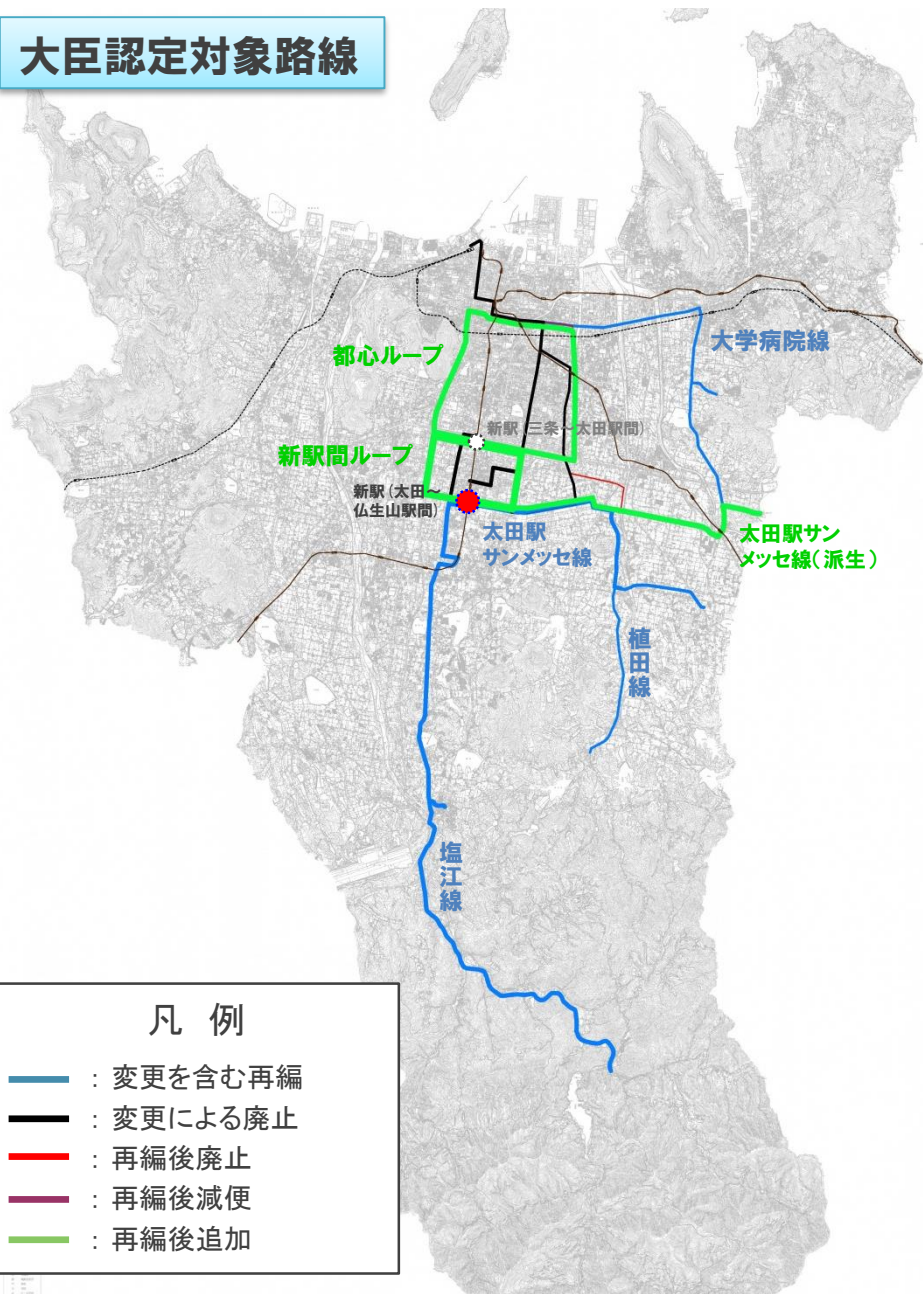 大臣認定対象路線
大学病院線
都心ループ
新駅(三条~太田駅間)
新駅間ループ
新駅(太田~
仏生山駅間)
太田駅
サンメッセ線
太田駅サン
メッセ線(派生)
植田線
塩江線
凡 例
：変更を含む再編
：変更による廃止
：再編後廃止
：再編後減便
：再編後追加